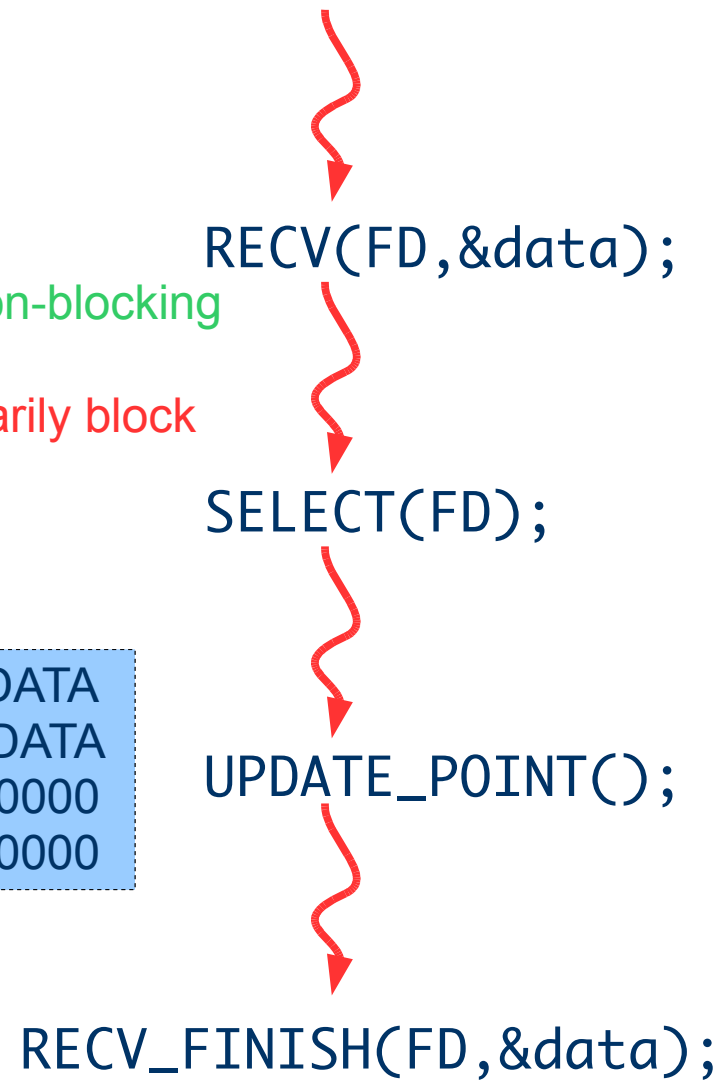 RECV(FD,&data);
on-blocking
arily block
SELECT(FD);
DATA
DATA
UPDATE_POINT();
0000
0000
RECV_FINISH(FD,&data);